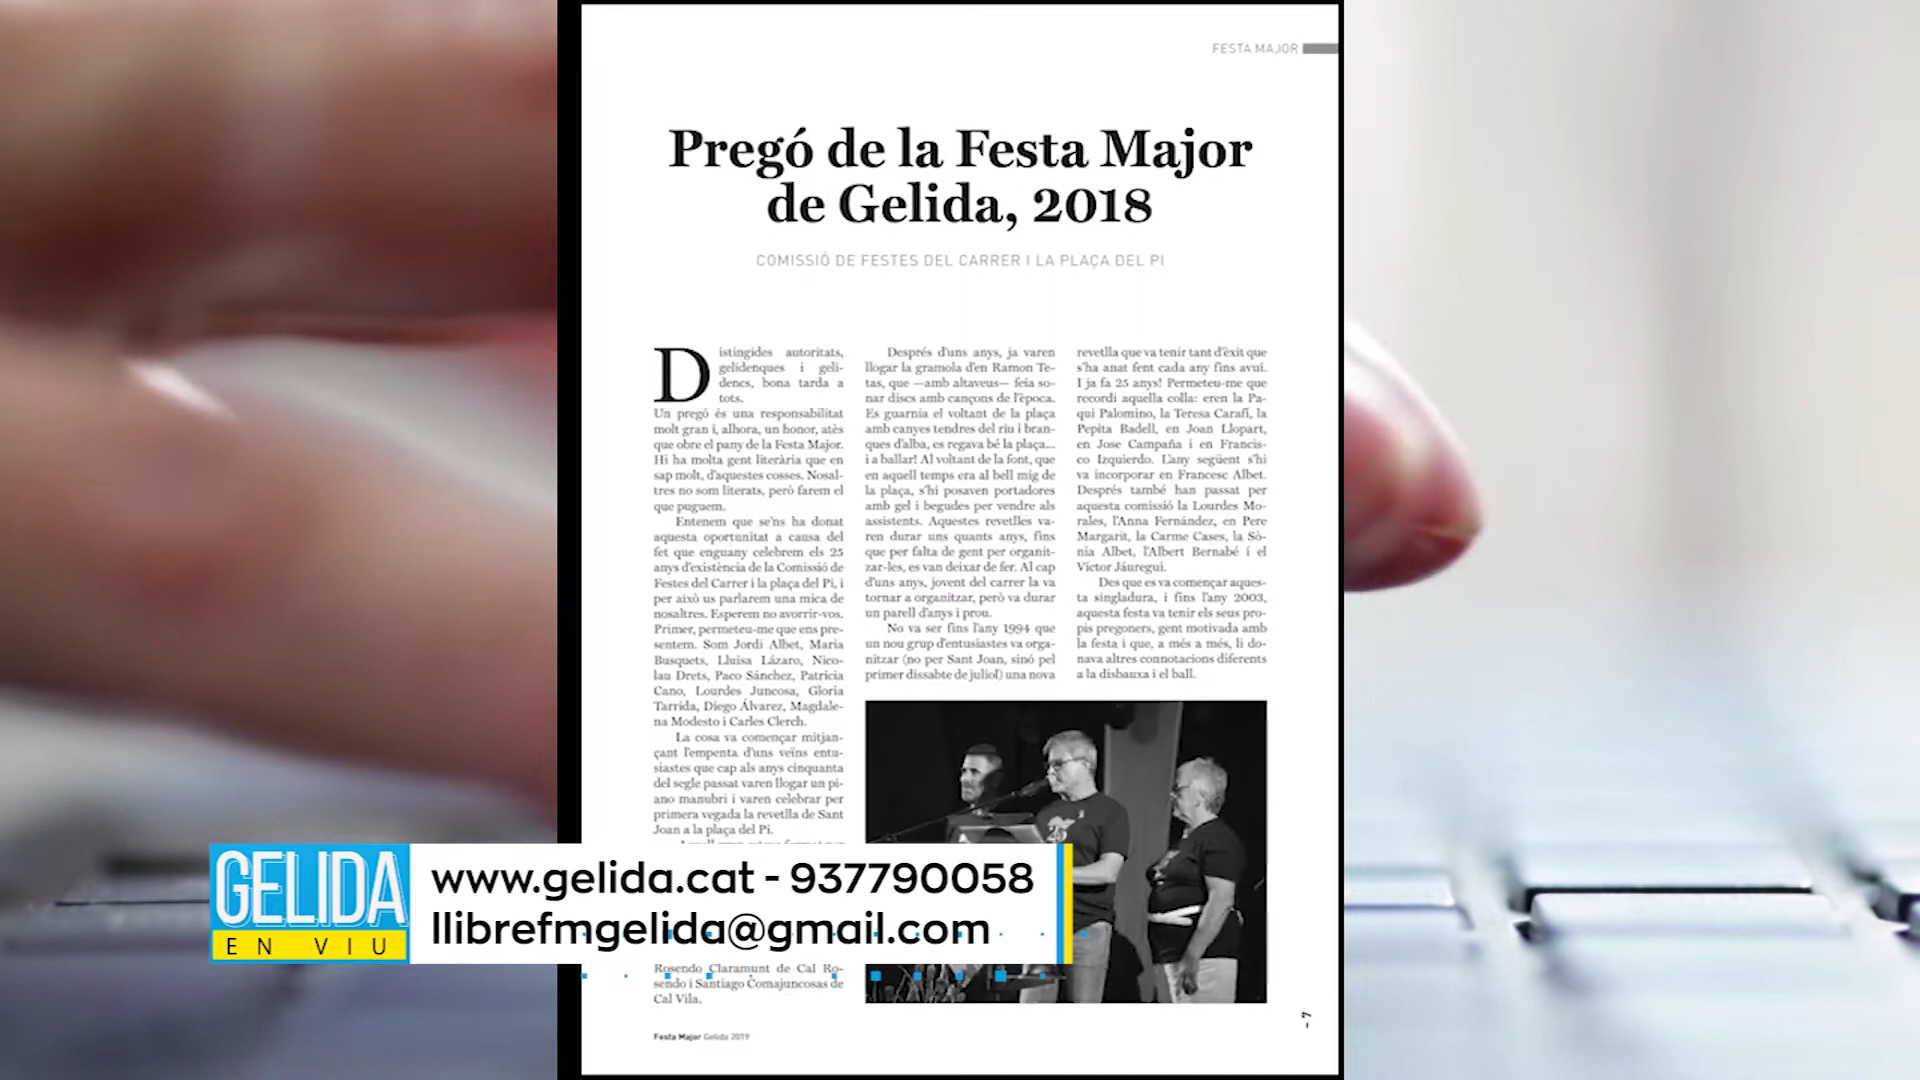 FESTA MAJOR
Pregó de la Festa Major
de Gelida, 2018
COMISSIÓ DE FESTES DEL CARRER I LA PLAÇA DEL PI
Distingides autoritats,
gelidenques i geli-
dencs, bona tarda a
tots.
Un pregó és una responsabilitat
molt gran i, alhora, un honor, atès
que obre el pany de la Festa Major.
Hi ha molta gent literària que en
sap molt, d'aquestes cosses. Nosal-
tres no som literats, però farem el
que puguem.
Entenem que se'ns ha donat
aquesta oportunitat a causa del
fet que enguany celebrem els 25
anys d'existència de la Comissió de
Festes del Carrer i la plaça del Pi, i
per això us parlarem una mica de
nosaltres. Esperem no avorrir-vos.
Primer, permeteu-me que ens pre-
sentem. Som Jordi Albet, Maria
Busquets, Lluisa Lázaro, Nico-
lau Drets, Paco Sánchez, Patricia
Cano, Lourdes Juncosa, Gloria
Tarrida, Diego Álvarez, Magdale-
na Modesto i Carles Clerch.
La cosa va començar mitjan-
çant l'empenta d'uns veïns entu-
siastes que cap als anys cinquanta
del segle passat varen llogar un pi-
ano manubri i varen celebrar per
primera vegada la revetlla de Sant
Joan a la plaça del Pi.
Rosendo Claramunt de Cal Ro-
sendo i Santiago Comajuncosas de
Cal Vila.
Després d'uns anys, ja varen
llogar la gramola d'en Ramon Te-
tas, que —amb altaveus— feia so-
nar discs amb cançons de l'època.
Es guarnia el voltant de la plaça
amb canyes tendres del riu i bran-
ques d'alba, es regava bé la plaça...
i a ballar! Al voltant de la font, que
en aquell temps era al bell mig de
la plaça, s'hi posaven portadores
amb gel i begudes per vendre als
assistents. Aquestes revetlles va-
ren durar uns quants anys, fins
que per falta de gent per organit-
zar-les, es van deixar de fer. Al cap
d'uns anys, jovent del carrer la va
tornar a organitzar, però va durar
un parell d'anys i prou.
No va ser fins l'any 1994 que
un nou grup d'entusiastes va orga-
nitzar (no per Sant Joan, sinó pel
primer dissabte de juliol) una nova
revetlla que va tenir tant d'èxit que
s'ha anat fent cada any fins avui.
I ja fa 25 anys! Permeteu-me que
recordi aquella colla: eren la Pa-
qui Palomino, la Teresa Carafí, la
Pepita Badell, en Joan Llopart,
en Jose Campaña i en Francis-
co Izquierdo. L'any següent s'hi
va incorporar en Francesc Albet.
Després també han passat per
aquesta comissió la Lourdes Mo-
rales, l'Anna Fernández, en Pere
Margarit, la Carme Cases, la Sò-
nia Albet, l'Albert Bernabé i el
Víctor Jáuregui.
Des que es va començar aques-
ta singladura, i fins l'any 2003,
aquesta festa va tenir els seus pro-
pis pregoners, gent motivada amb
la festa i que, a més a més, li do-
nava altres connotacions diferents
a la disbauxa i el ball.
25
GELIDA
EN VIU
www.gelida.cat - 937790058
llibrefmgelida@gmail.com
Festa Major Gelida 2019
- 7